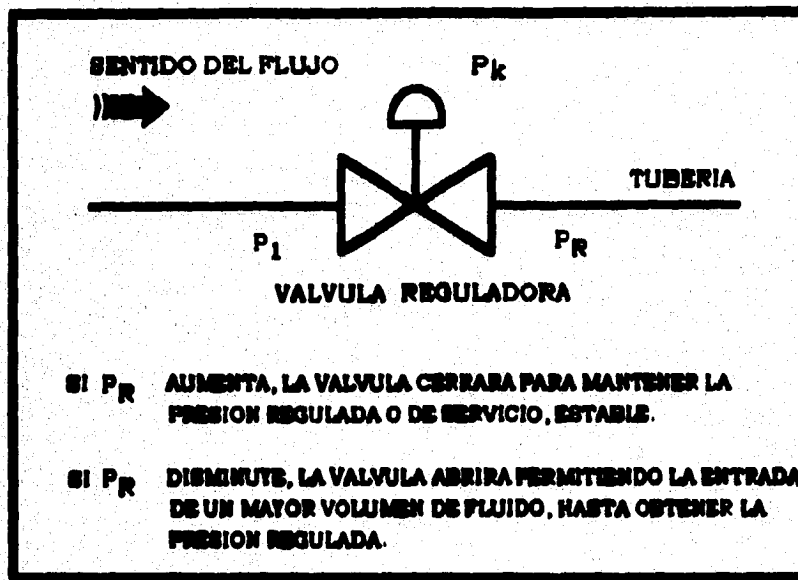 SENTIDO DEL FLUJO
Pk
TUBERIA
P1
PR
VALVULA REGULADORA
SI PR AUMENTA, LA VALVULA CERRARA PARA MANTENER LA
PRESION REGULADA O DE SERVICIO, ESTABLE.
SI PR DISMINUYE, LA VALVULA ABRIRA PERMITIENDO LA ENTRADA
DE UN MAYOR VOLUMEN DE FLUIDO, HASTA OBTENER LA
PRESION REGULADA.